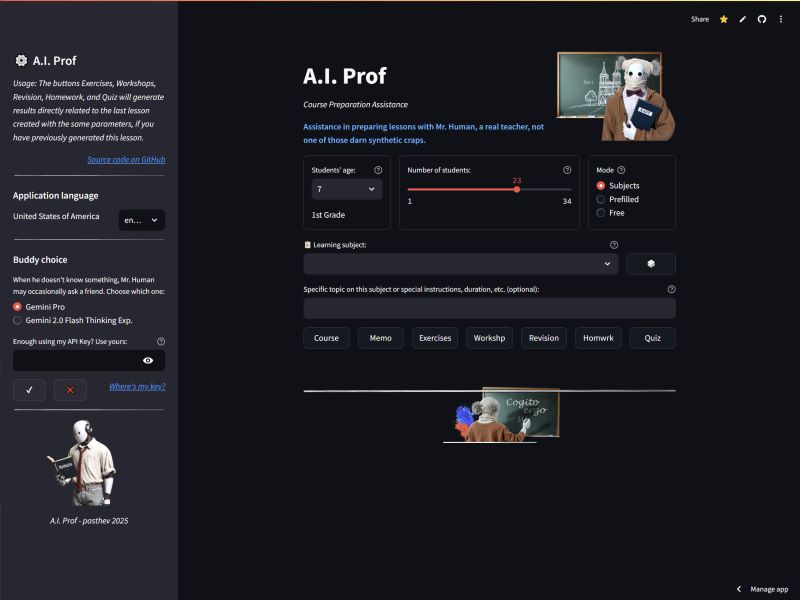 Share
A.I. Prof
Usage: The buttons Exercises, Workshops,
Revision, Homework, and Quiz will generate
results directly related to the last lesson
created with the same parameters, if you
have previously generated this lesson.
Source code on GitHub
Application language
United States of America
en...
Buddy choice
When he doesn't know something, Mr. Human
may occasionally ask a friend. Choose which one:
Gemini Pro
Gemini 2.0 Flash Thinking Exp.
Enough using my API Key? Use yours:
Where's my key?
A.I. Prof - pasthev 2025
A.I. Prof
Course Preparation Assistance
Assistance in preparing lessons with Mr. Human, a real teacher, not
one of those darn synthetic craps.
Students' age:
7
1st Grade
Number of students:
23
1
34
Mode
Subjects
Prefilled
Free
Learning subject:
Specific topic on this subject or special instructions, duration, etc. (optional):
Course
Memo
Exercises
Workshp
Revision
Homwrk
Quiz
Cogito
ergo
Manage app